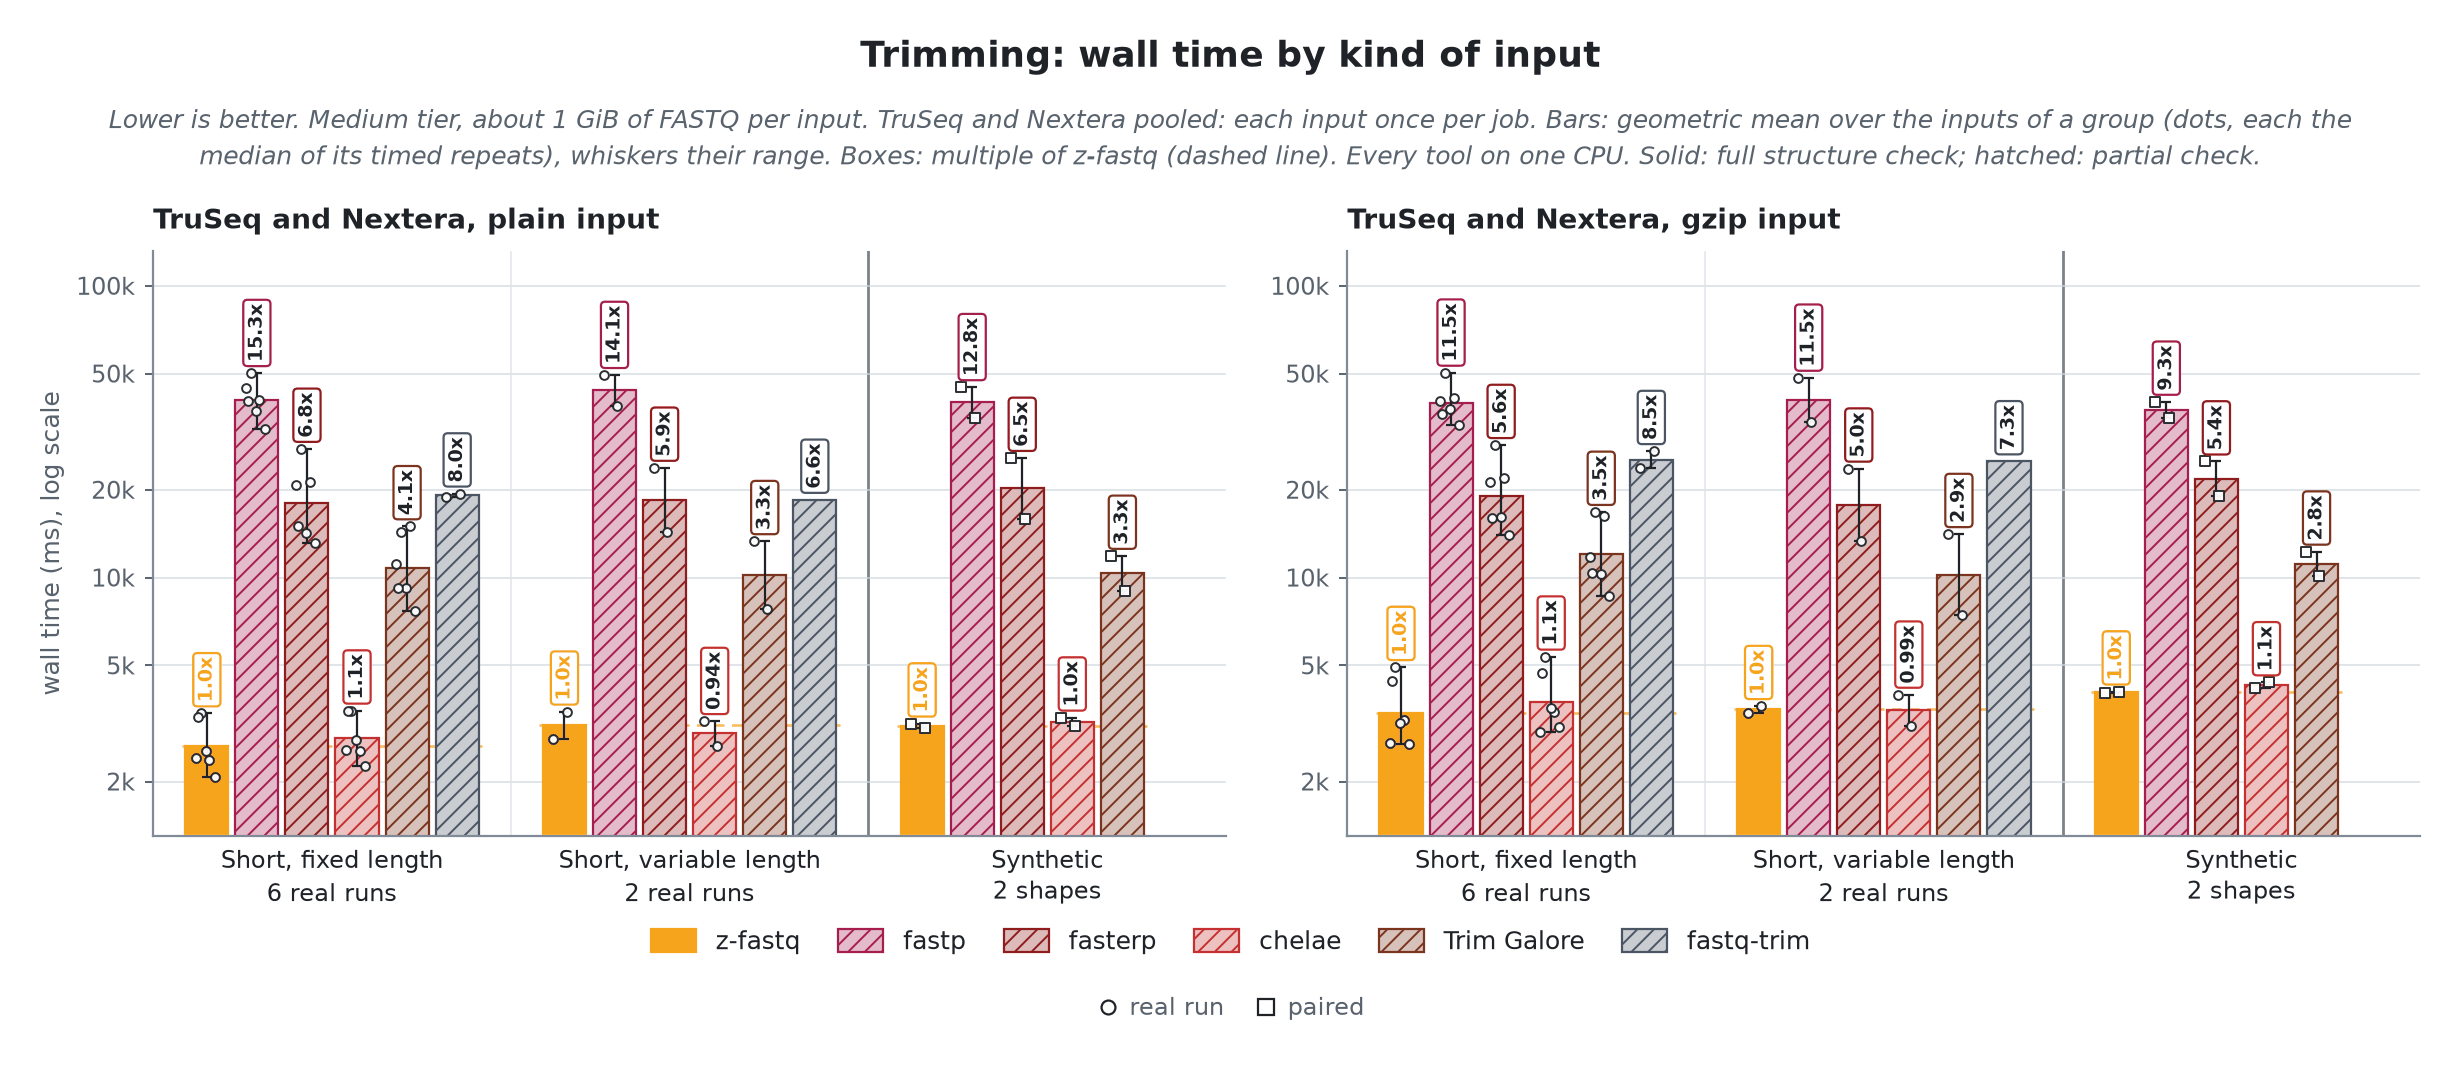 Trimming: wall time by kind of input
Lower is better. Medium tier, about 1 GiB of FASTQ per input. TruSeq and Nextera pooled: each input once per job. Bars: geometric mean over the inputs of a group (dots, each the
median of its timed repeats), whiskers their range. Boxes: multiple of z-fastq (dashed line). Every tool on one CPU. Solid: full structure check; hatched: partial check.
TruSeq and Nextera, plain input
wall time (ms), log scale
100k
50k
20k
10k
5k
2k
1.0x
15.3x
6.8x
1.1x
4.1x
8.0x
1.0x
14.1x
5.9x
0.94x
3.3x
6.6x
1.0x
12.8x
6.5x
1.0x
3.3x
Short, fixed length
6 real runs
Short, variable length
2 real runs
Synthetic
2 shapes
TruSeq and Nextera, gzip input
100k
50k
20k
10k
5k
2k
1.0x
11.5x
5.6x
1.1x
3.5x
8.5x
1.0x
11.5x
5.0x
0.99x
2.9x
7.3x
1.0x
9.3x
5.4x
1.1x
2.8x
Short, fixed length
6 real runs
Short, variable length
2 real runs
Synthetic
2 shapes
z-fastq
fastp
fasterp
chelae
Trim Galore
fastq-trim
real run
paired